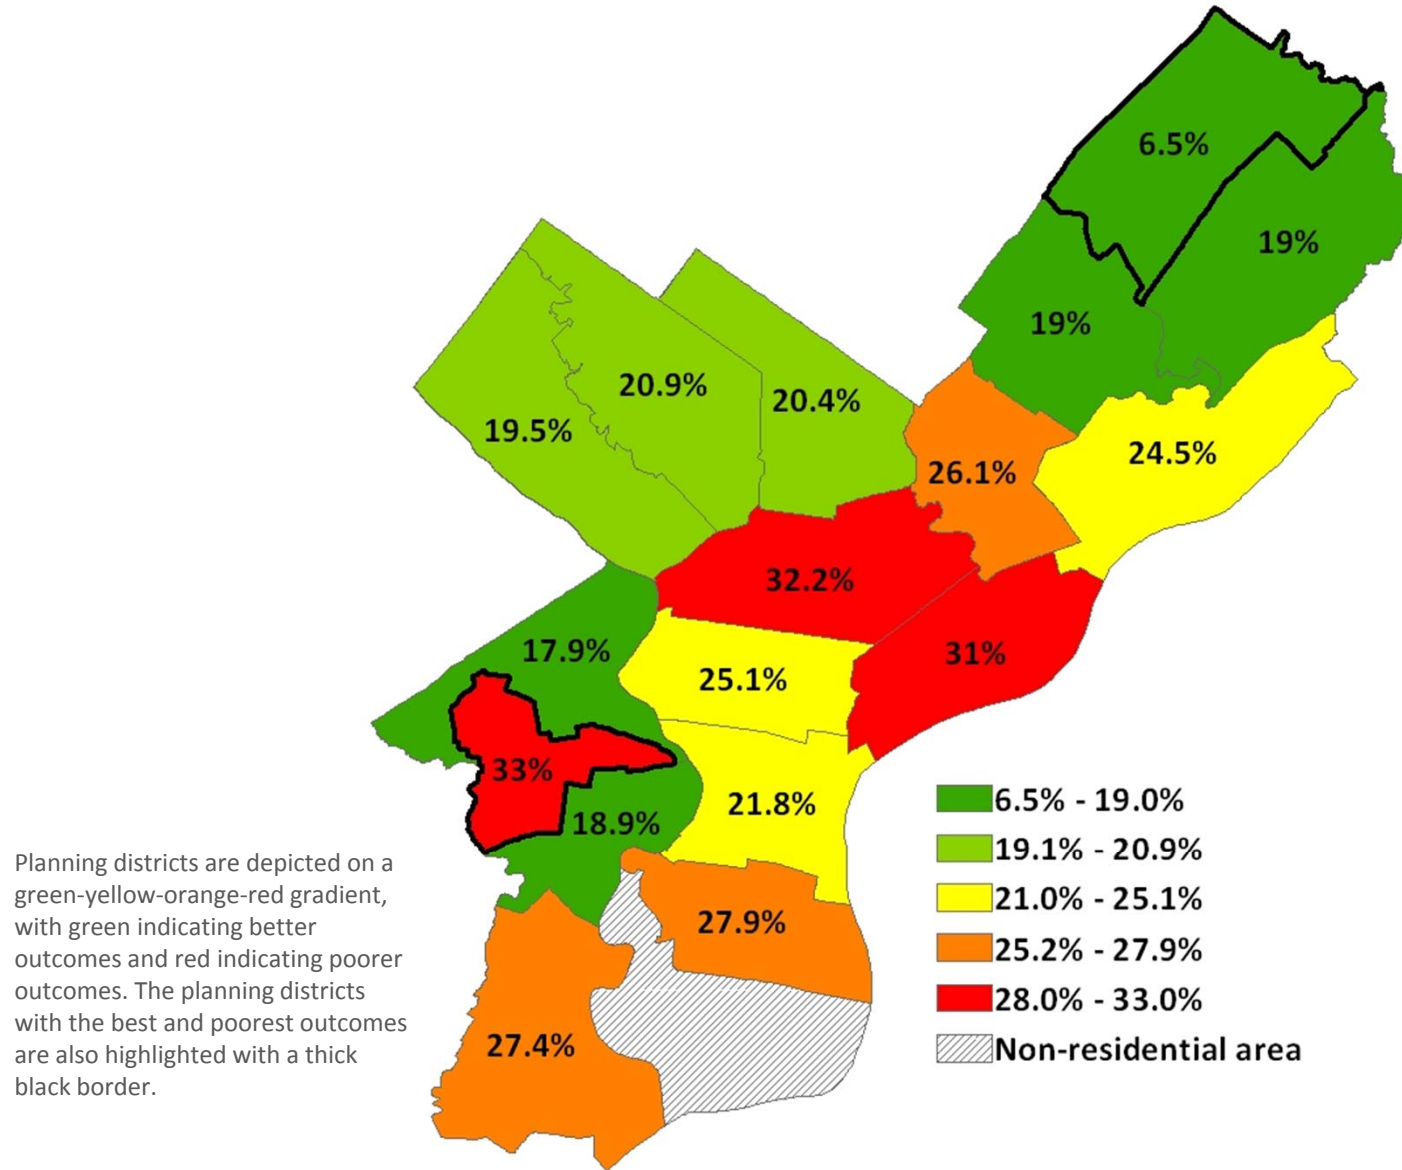 6.5%
19%
19%
20.9%
20.4%
19.5%
26.1%
24.5%
32.2%
17.9%
31%
25.1%
33%
21.8%
18.9%
27.9%
27.4%
6.5% - 19.0%
19.1% - 20.9%
21.0% - 25.1%
25.2% - 27.9%
28.0% - 33.0%
Non-residential area
Planning districts are depicted on a
green-yellow-orange-red gradient,
with green indicating better
outcomes and red indicating poorer
outcomes. The planning districts
with the best and poorest outcomes
are also highlighted with a thick
black border.